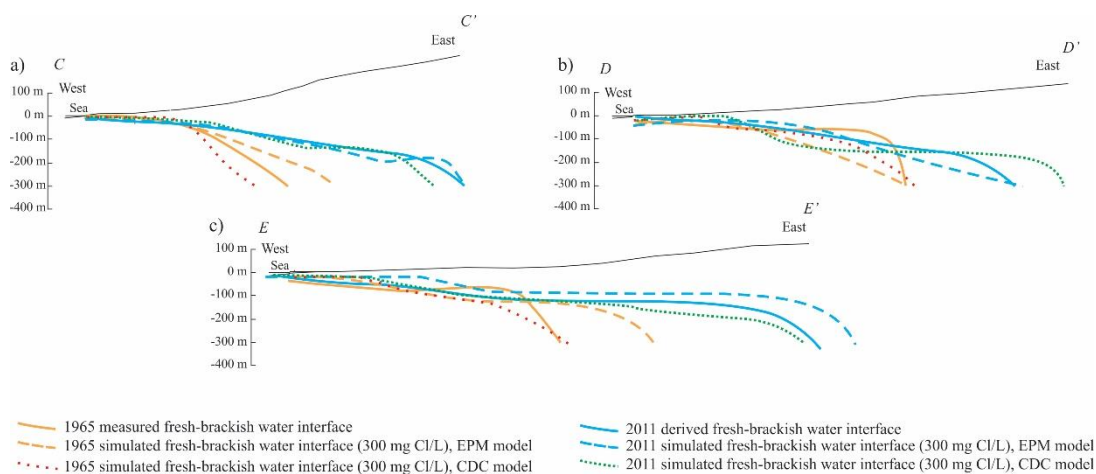 a)
C
C'
West
East
Sea
100 m
0 m
-100 m
-200 m
-300 m
-400 m
b)
D
D'
West
East
Sea
100 m
0 m
-100 m
-200 m
-300 m
-400 m
c)
E
E'
West
East
Sea
100 m
0 m
-100 m
-200 m
-300 m
-400 m
1965 measured fresh-brackish water interface
1965 simulated fresh-brackish water interface (300 mg Cl/L), EPM model
1965 simulated fresh-brackish water interface (300 mg Cl/L), CDC model
2011 derived fresh-brackish water interface
2011 simulated fresh-brackish water interface (300 mg Cl/L), EPM model
2011 simulated fresh-brackish water interface (300 mg Cl/L), CDC model